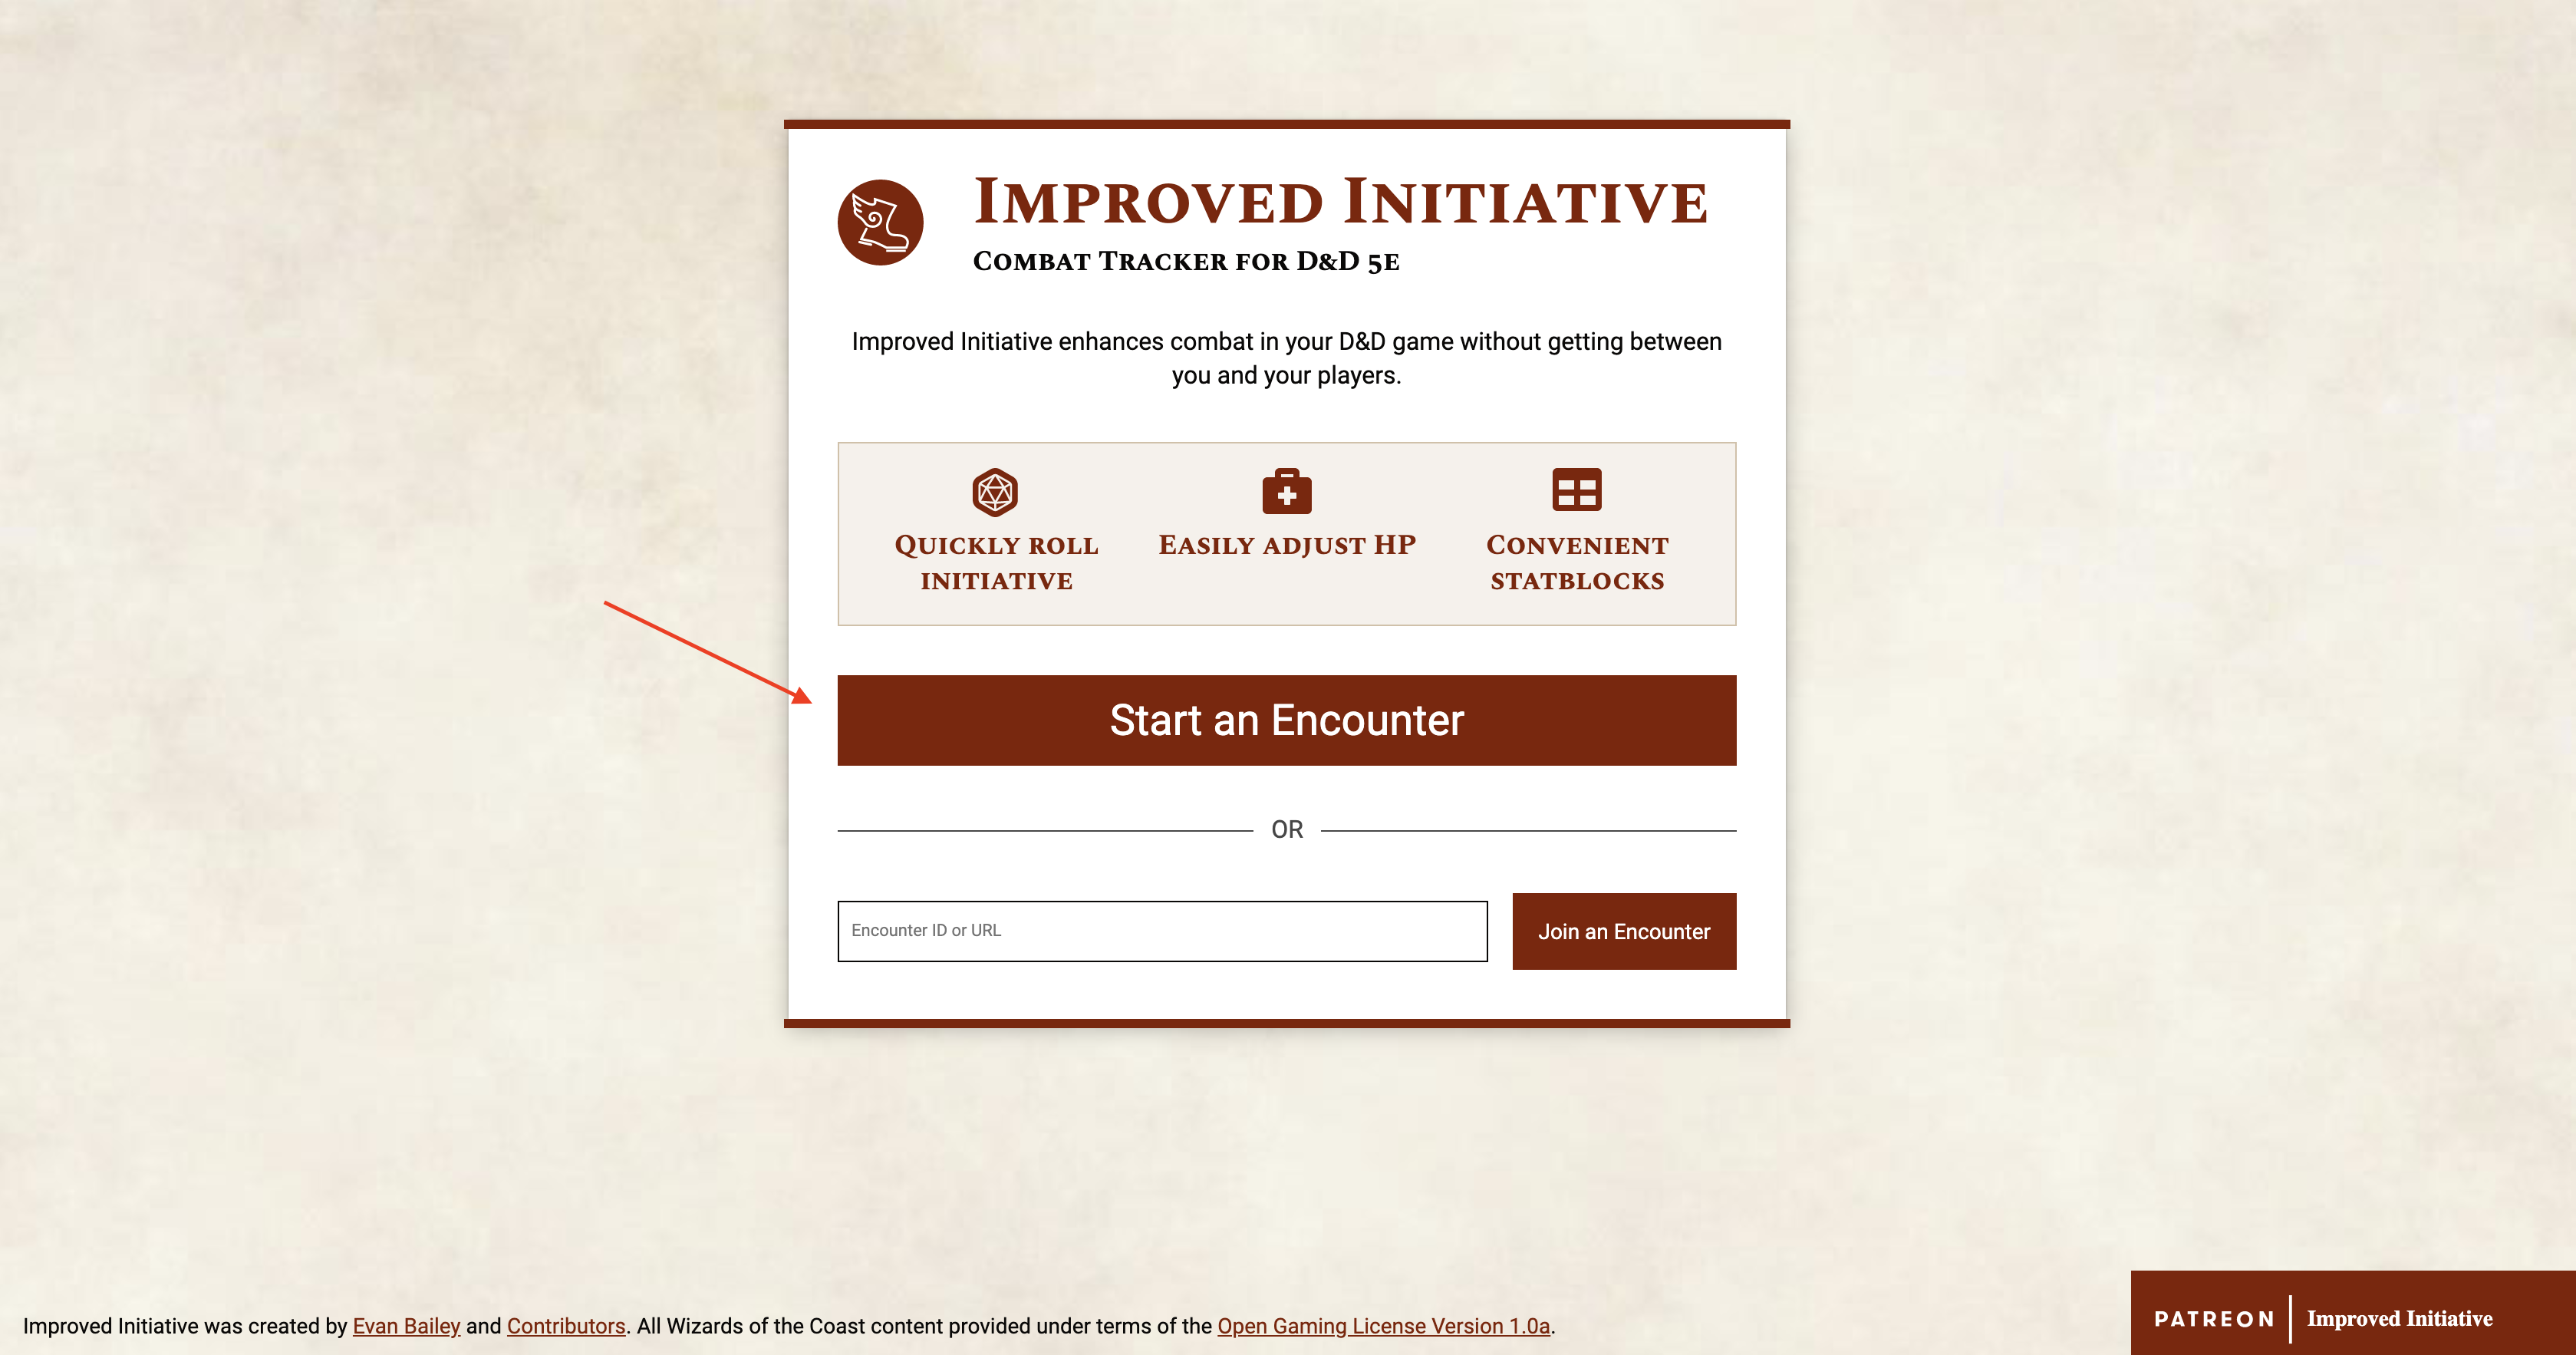 Improved Initiative
Combat Tracker for D&D 5e
Improved Initiative enhances combat in your D&D game without getting between
you and your players.
Quickly roll
initiative
Easily adjust HP
Convenient
statblocks
Start an Encounter
OR
Encounter ID or URL
Join an Encounter
Improved Initiative was created by Evan Bailey and Contributors. All Wizards of the Coast content provided under terms of the Open Gaming License Version 1.0a.
PATREON | Improved Initiative